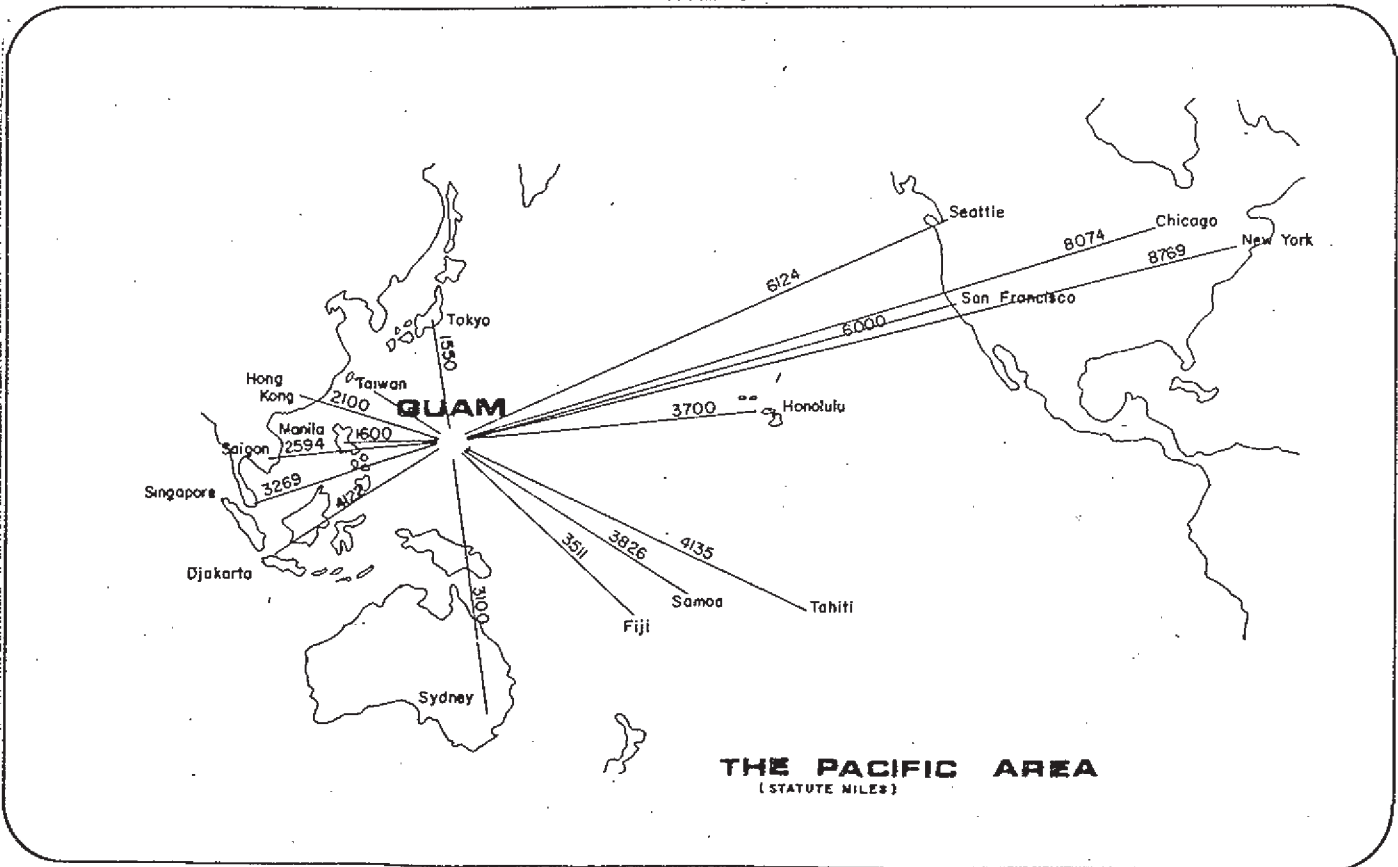 Seattle
Chicago
New York
8074
8769
6124
San Francisco
6000
Tokyo
1550
Hong
Kong
Taiwan
2100
GUAM
3700
Honolulu
Manila
1600
Saigon
2594
Singapore
3269
4122
Djakarta
3511
3826
4135
3100
Fiji
Samoa
Tahiti
Sydney
THE PACIFIC AREA
(STATUTE MILES)